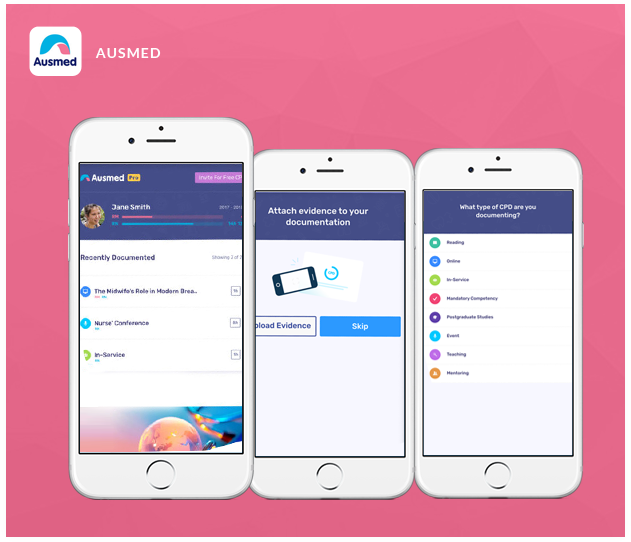 Ausmed
AUSMED
Ausmed Pro
Invite For Free CP
Jane Smith
2017 - 201
Recently Documented
Showing 2 of
The Midwife's Role in Modern Brea..
Nurse' Conference
In-Service
Attach evidence to your
documentation
pload Evidence
Skip
What type of CPD are you
documenting?
Reading
Online
In-Service
Mandatory Competency
Postgraduate Studies
Event
Teaching
Mentoring